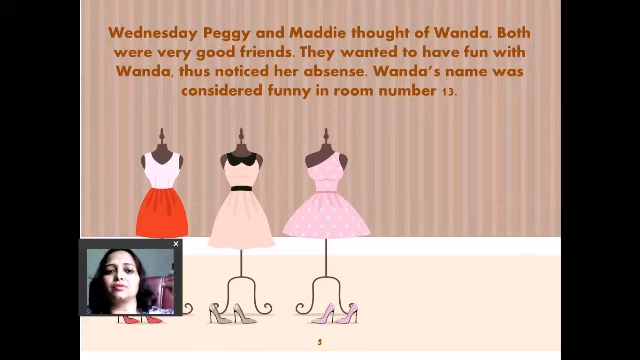 Wednesday Peggy and Maddie thought of Wanda. Both
were very good friends. They wanted to have fun with
Wanda, thus noticed her absense. Wanda's name was
considered funny in room number 13.
5